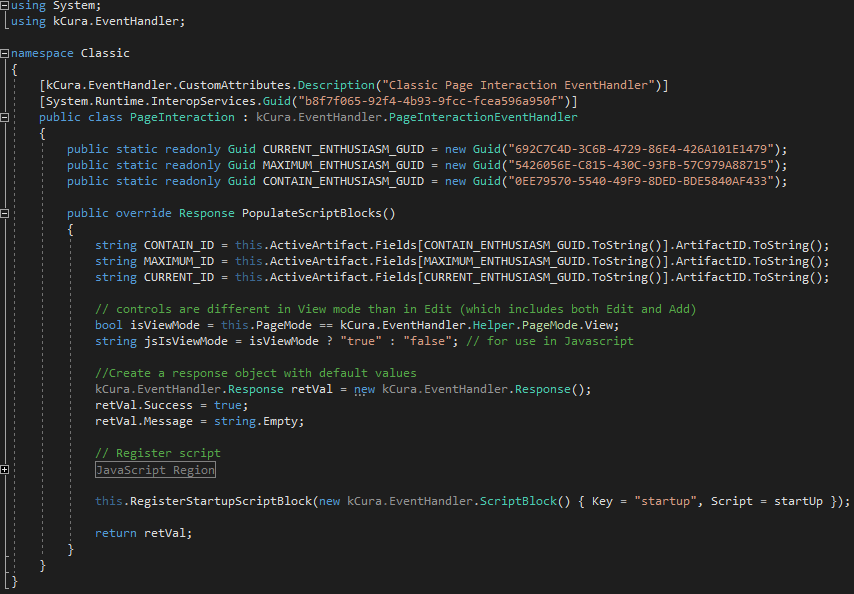 using System;
using kCura.EventHandler;
namespace Classic
{
[kCura.EventHandler.CustomAttributes.Description("Classic Page Interaction EventHandler")]
[System.Runtime.InteropServices.Guid("b8f7f065-92f4-4b93-9fcc-fcea596a950f")]
public class PageInteraction : kCura.EventHandler.PageInteractionEventHandler
{
public static readonly Guid CURRENT_ENTHUSIASM_GUID = new Guid("692C7C4D-3C6B-4729-86E4-426A101E1479");
public static readonly Guid MAXIMUM_ENTHUSIASM_GUID = new Guid("5426056E-C815-430C-93FB-57C979A88715");
public static readonly Guid CONTAIN_ENTHUSIASM_GUID = new Guid("0EE79570-5540-49F9-8DED-BDE5840AF433");
public override Response PopulateScriptBlocks()
{
string CONTAIN_ID = this.ActiveArtifact.Fields[CONTAIN_ENTHUSIASM_GUID.ToString()].ArtifactID.ToString();
string MAXIMUM_ID = this.ActiveArtifact.Fields[MAXIMUM_ENTHUSIASM_GUID.ToString()].ArtifactID.ToString();
string CURRENT_ID = this.ActiveArtifact.Fields[CURRENT_ENTHUSIASM_GUID.ToString()].ArtifactID.ToString();
// controls are different in View mode than in Edit (which includes both Edit and Add)
bool isViewMode = this.PageMode == kCura.EventHandler.Helper.PageMode.View;
string jsIsViewMode = isViewMode ? "true" : "false"; // for use in Javascript
//Create a response object with default values
kCura.EventHandler.Response retVal = new kCura.EventHandler.Response();
retVal.Success = true;
retVal.Message = string.Empty;
// Register script
JavaScript Region
this.RegisterStartupScriptBlock(new kCura.EventHandler.ScriptBlock() { Key = "startup", Script = startUp });
return retVal;
}
}
}